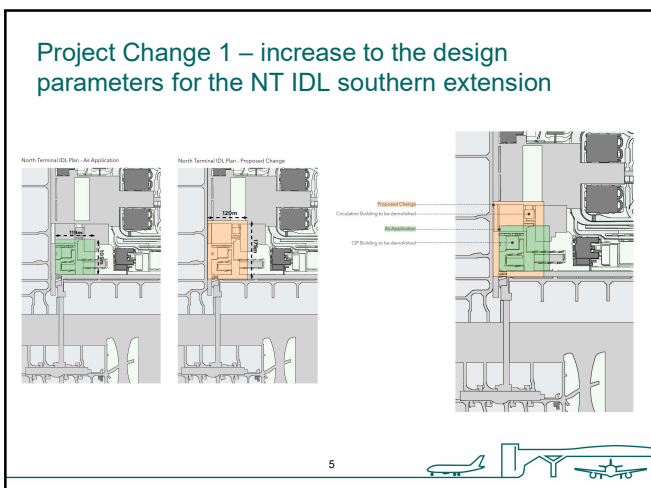 Project Change 1 – increase to the design
parameters for the NT IDL southern extension
North Terminal IDL Plan - As Application
North Terminal IDL Plan - Proposed Change
120m
Proposed Change
Circulation Building to be demolished
As Application
CIP Building to be demolished
5